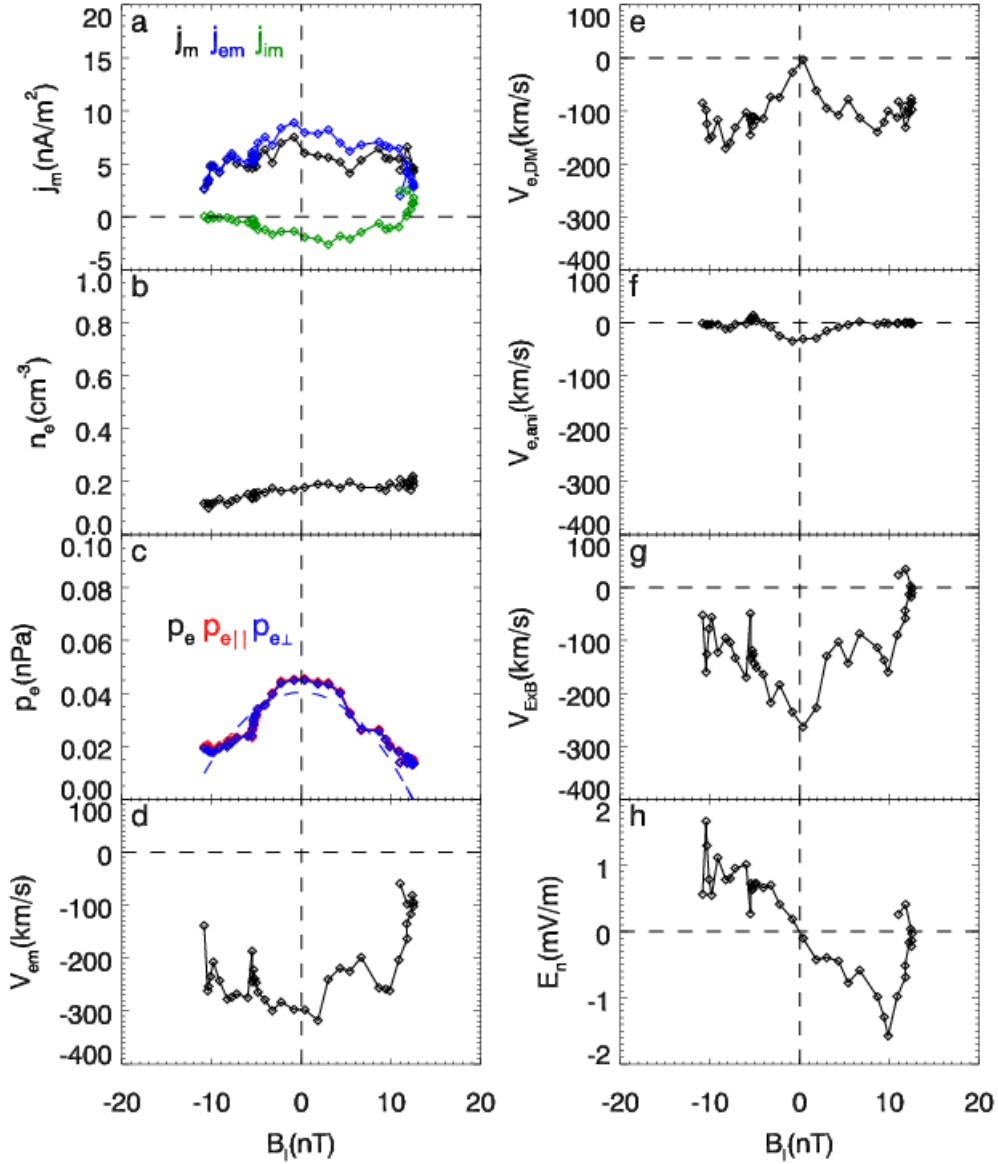 a
j_m j_em j_im
20
15
10
5
0
-5
j_m(nA/m²)
b
1.0
0.8
0.6
0.4
0.2
0.0
n_e(cm⁻³)
c
0.10
0.08
0.06
0.04
0.02
0.00
p_e p_e|| p_e⊥
p_e(nPa)
d
100
0
-100
-200
-300
-400
V_em(km/s)
-20 -10 0 10 20
B_l(nT)
e
100
0
-100
-200
-300
-400
V_e,DM(km/s)
f
100
0
-100
-200
-300
-400
V_e,ani(km/s)
g
100
0
-100
-200
-300
-400
V_ExB(km/s)
h
2
1
0
-1
-2
E_n(mV/m)
-20 -10 0 10 20
B_l(nT)